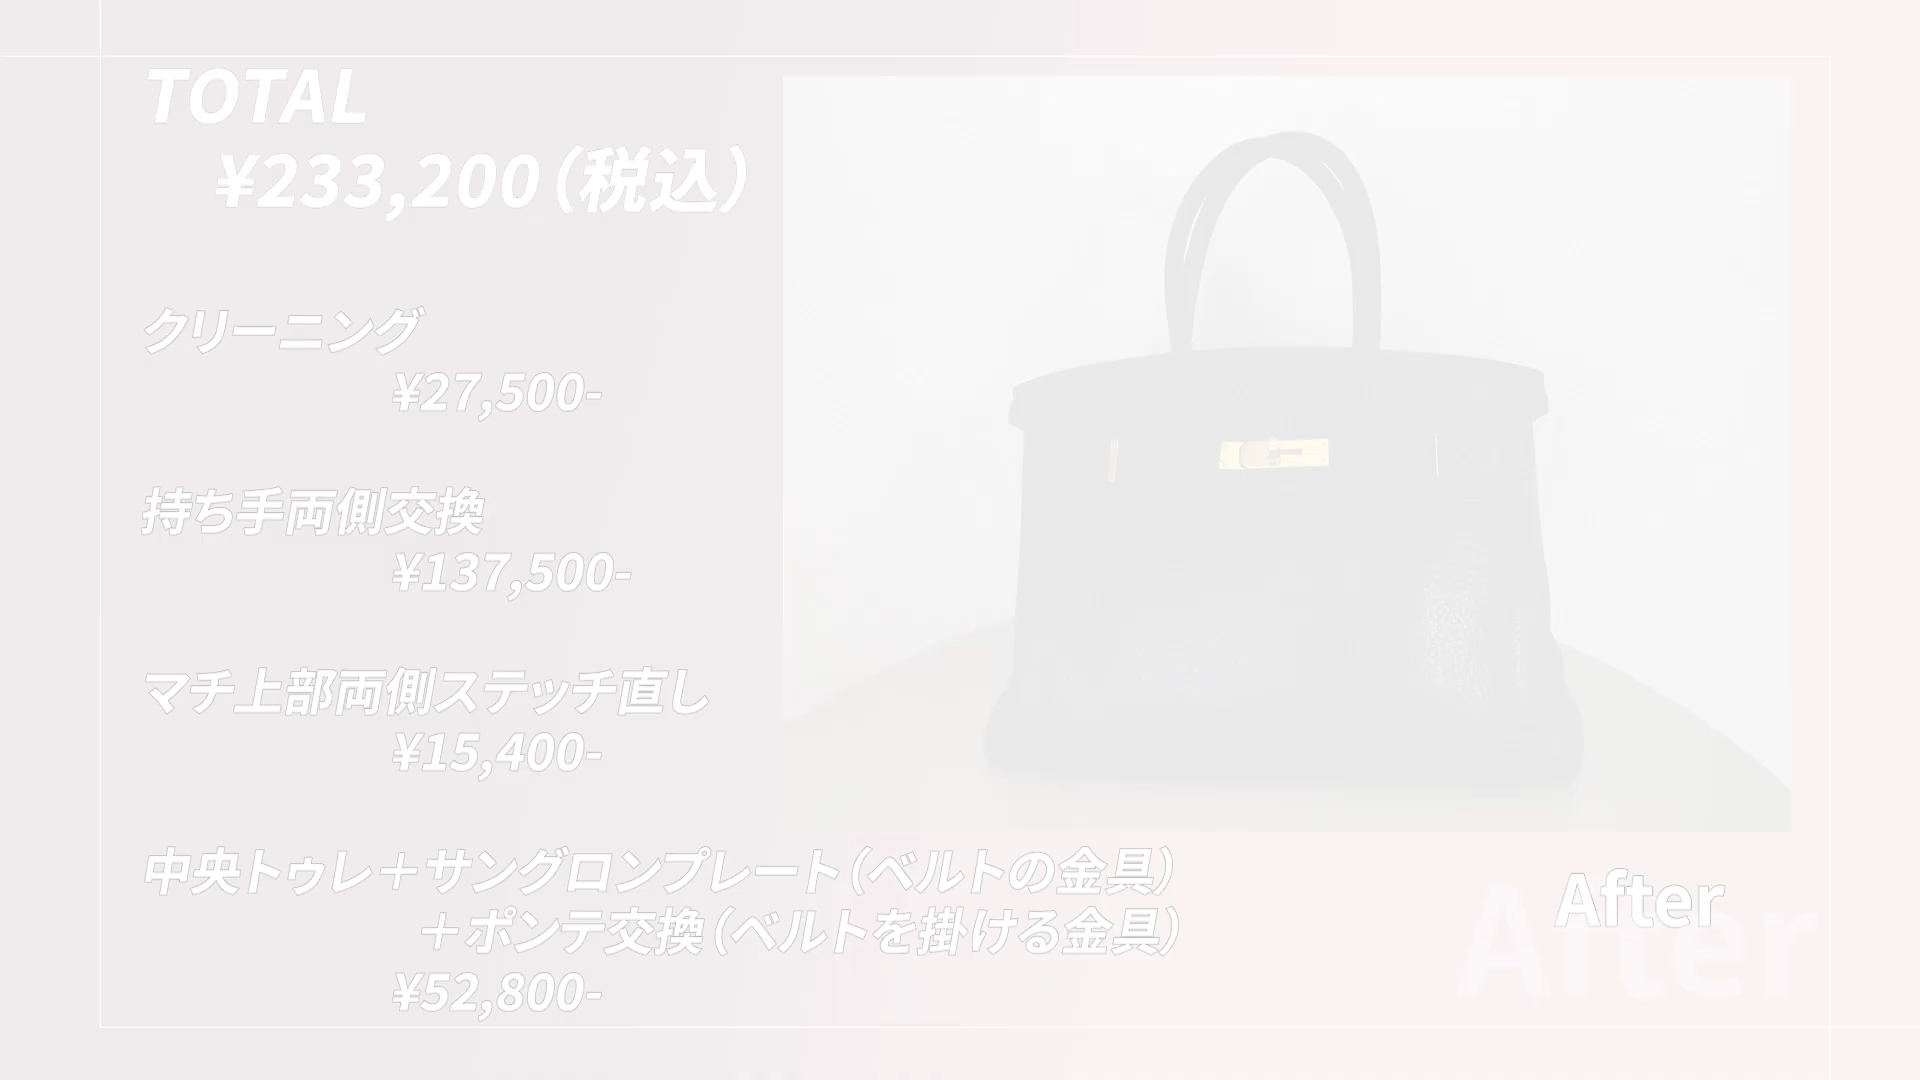 TOTAL
¥233,200(税込)
クリーニング
¥27,500-
持ち手両側交換
¥137,500-
マチ上部両側ステッチ直し
¥15,400-
中央トゥレ＋サングロンプレート(ベルトの金具)
＋ポンテ交換(ベルトを掛ける金具)
¥52,800-
After
After